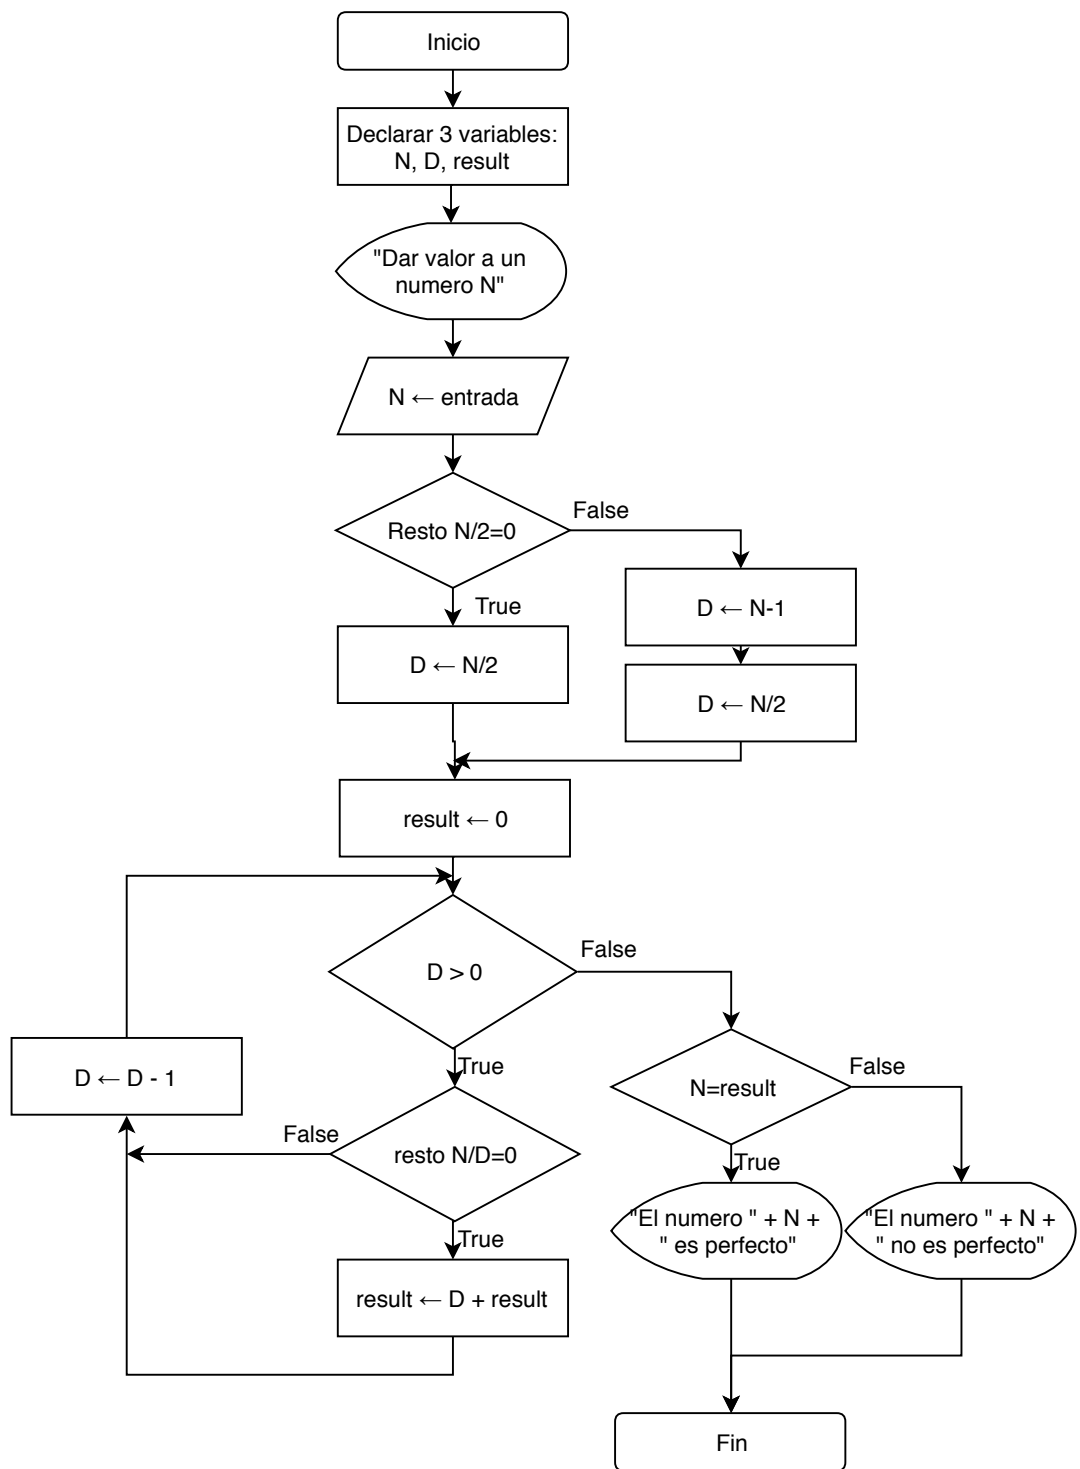 Inicio
Declarar 3 variables:
N, D, result
"Dar valor a un
numero N"
N ← entrada
Resto N/2=0
False
True
D ← N-1
D ← N/2
D ← N/2
result ← 0
D > 0
False
True
D ← D - 1
N=result
False
False
resto N/D=0
True
True
"El numero " + N +
" es perfecto"
"El numero " + N +
" no es perfecto"
result ← D + result
Fin